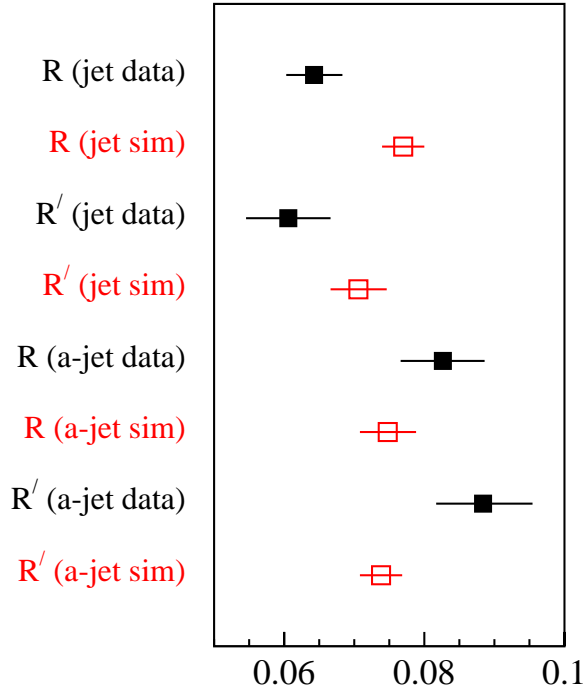 R (jet data)
R (jet sim)
R′ (jet data)
R′ (jet sim)
R (a-jet data)
R (a-jet sim)
R′ (a-jet data)
R′ (a-jet sim)
0.06 0.08 0.1